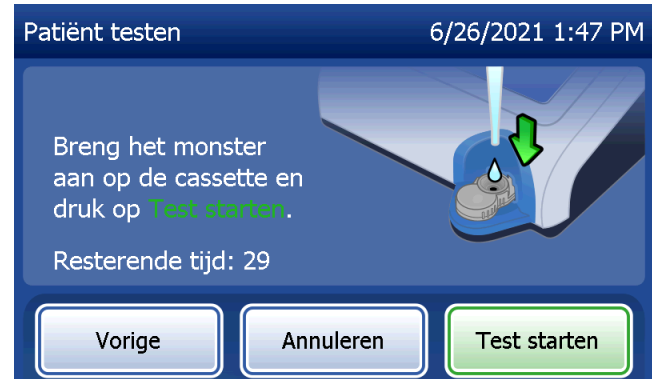 Patiënt testen 6/26/2021 1:47 PM
Breng het monster
aan op de cassette en
druk op Test starten.
Resterende tijd: 29
Vorige Annuleren Test starten